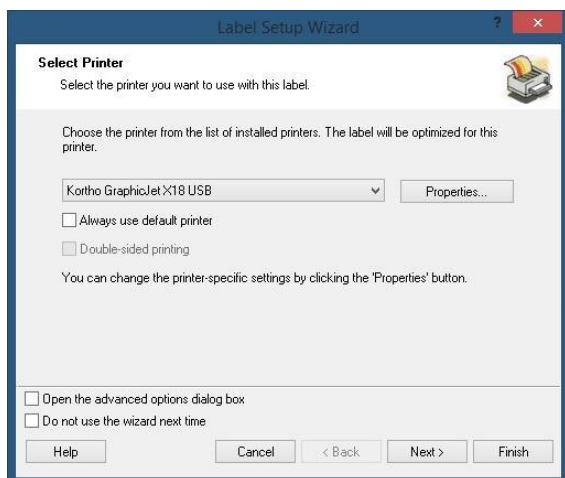 Label Setup Wizard
?
Select Printer
Select the printer you want to use with this label.
Choose the printer from the list of installed printers. The label will be optimized for this
printer.
Kortho GraphicJet X18 USB
Properties...
Always use default printer
Double-sided printing
You can change the printer-specific settings by clicking the 'Properties' button.
Open the advanced options dialog box
Do not use the wizard next time
Help
Cancel
< Back
Next >
Finish